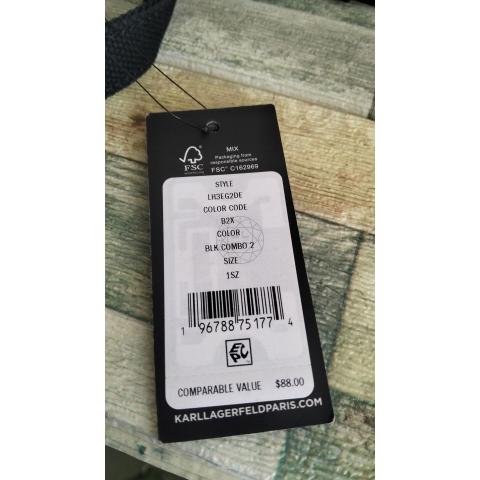 FSC
MIX
Packaging from
responsible sources
FSC® C162969
STYLE
LH3EG2DE
COLOR CODE
B2X
COLOR
BLK COMBO 2
SIZE
1SZ
1 96788 75177 4
EPC
COMPARABLE VALUE $88.00
KARLLAGERFELDPARIS.COM